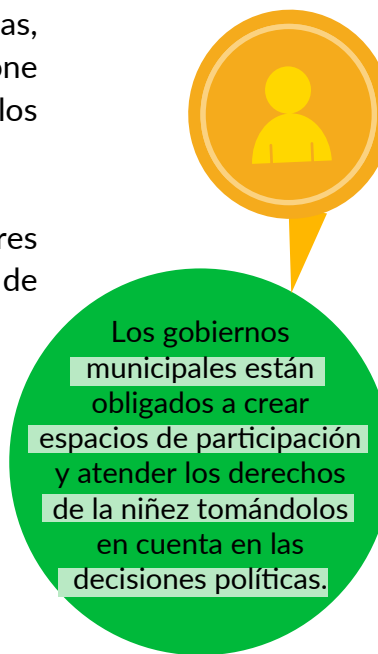 as,
one
los
res
de
Los gobiernos
municipales están
obligados a crear
espacios de participación
y atender los derechos
de la niñez tomándolos
en cuenta en las
decisiones políticas.